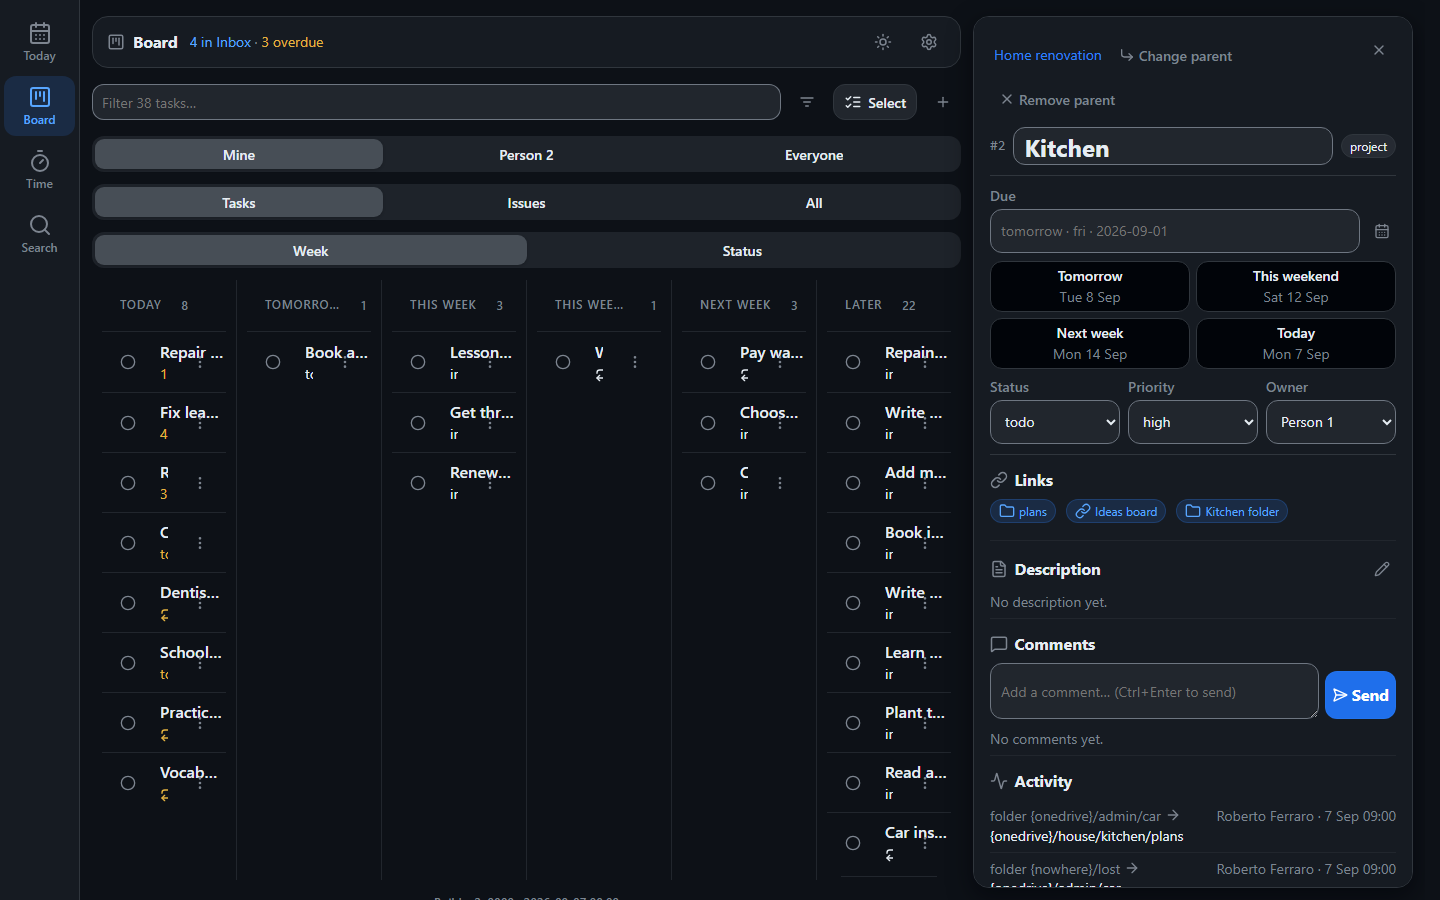 Today
Board
Time
Search
Board 4 in Inbox · 3 overdue
Filter 38 tasks...
Select
Mine Person 2 Everyone
Tasks Issues All
Week Status
TODAY 8
Repair ...
1
Fix lea...
4
R
3
C
Dentis...
School...
Practic...
Vocab...
TOMORRO... 1
Book a...
THIS WEEK 3
Lesson...
Get thr...
Renew...
THIS WEE... 1
NEXT WEEK 3
Pay wa...
Choos...
C
LATER 22
Repain...
Write ...
Add m...
Book i...
Write ...
Learn ...
Plant t...
Read a...
Car ins...
Home renovation Change parent
Remove parent
#2 Kitchen project
Due
tomorrow · fri · 2026-09-01
Tomorrow
Tue 8 Sep
This weekend
Sat 12 Sep
Next week
Mon 14 Sep
Today
Mon 7 Sep
Status Priority Owner
todo high Person 1
Links
plans Ideas board Kitchen folder
Description
No description yet.
Comments
Add a comment... (Ctrl+Enter to send)
Send
No comments yet.
Activity
folder {onedrive}/admin/car → Roberto Ferraro · 7 Sep 09:00
{onedrive}/house/kitchen/plans
folder {nowhere}/lost → Roberto Ferraro · 7 Sep 09:00